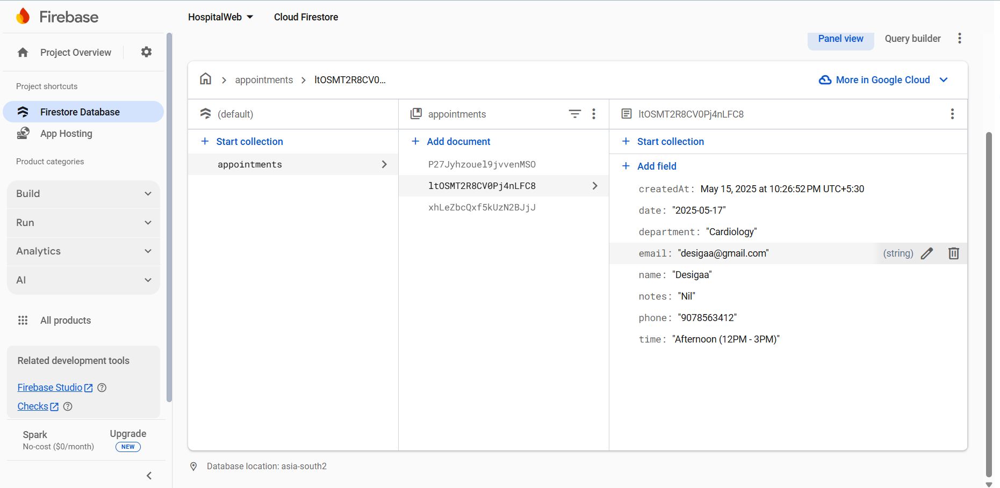 Firebase
HospitalWeb
Cloud Firestore
Project Overview
Project shortcuts
Firestore Database
App Hosting
Product categories
Build
Run
Analytics
AI
All products
Related development tools
Firebase Studio
Checks
Spark
No-cost ($0/month)
Upgrade
NEW
Panel view
Query builder
appointments
ltOSMT2R8CV0...
More in Google Cloud
(default)
Start collection
appointments
appointments
Add document
P27Jyhzouel9jvvenMSO
ltOSMT2R8CV0Pj4nLFC8
xhLeZbcQxf5kUzN2BJjJ
ltOSMT2R8CV0Pj4nLFC8
Start collection
Add field
createdAt: May 15, 2025 at 10:26:52 PM UTC+5:30
date: "2025-05-17"
department: "Cardiology"
email: "desigaa@gmail.com" (string)
name: "Desigaa"
notes: "Nil"
phone: "9078563412"
time: "Afternoon (12PM - 3PM)"
Database location: asia-south2